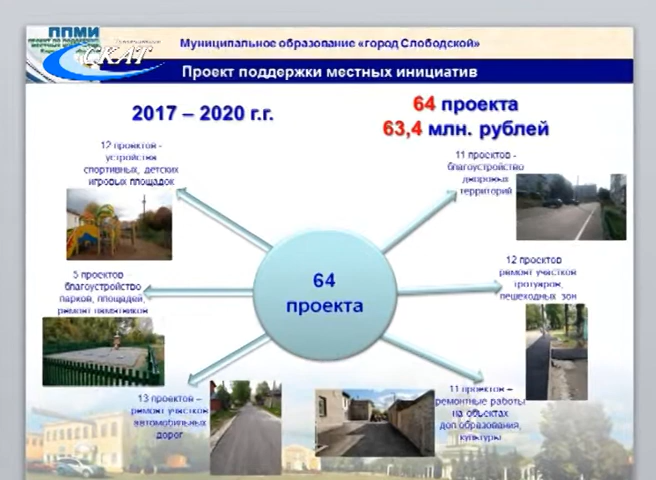 ППМИ
СКАТ
Муниципальное образование «город Слободской»
Проект поддержки местных инициатив
2017 – 2020 г.г.
64 проекта
63,4 млн. рублей
12 проектов -
устройства
спортивных, детских
игровых площадок
11 проектов -
благоустройство
дворовых
территорий
5 проектов –
благоустройство
парков, площадей,
ремонт памятников
64
проекта
12 проектов
ремонт участков
тротуаров,
пешеходных зон
13 проектов –
ремонт участков
автомобильных
дорог
11 проектов –
ремонтные работы
на объектах
доп образования,
культуры